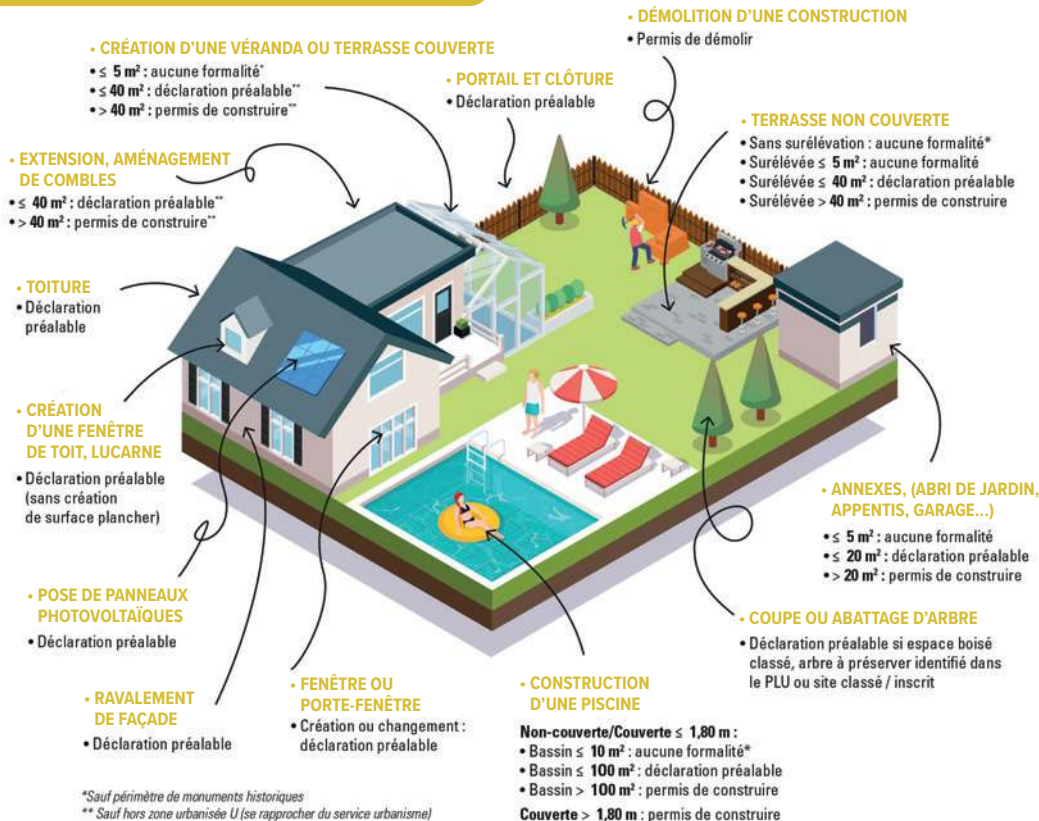 • DÉMOLITION D'UNE CONSTRUCTION
• Permis de démolir
• CRÉATION D'UNE VÉRANDA OU TERRASSE COUVERTE
• ≤ 5 m² : aucune formalité*
• ≤ 40 m² : déclaration préalable**
• > 40 m² : permis de construire**
• PORTAIL ET CLÔTURE
• Déclaration préalable
• TERRASSE NON COUVERTE
• Sans surélévation : aucune formalité*
• Surélévée ≤ 5 m² : aucune formalité
• Surélévée ≤ 40 m² : déclaration préalable
• Surélévée > 40 m² : permis de construire
• EXTENSION, AMÉNAGEMENT
DE COMBLES
• ≤ 40 m² : déclaration préalable**
• > 40 m² : permis de construire**
• TOITURE
• Déclaration
préalable
• CRÉATION
D'UNE FENÊTRE
DE TOIT, LUCARNE
• Déclaration préalable
(sans création
de surface plancher)
• ANNEXES, (ABRI DE JARDIN,
APPENTIS, GARAGE...)
• ≤ 5 m² : aucune formalité
• ≤ 20 m² : déclaration préalable
• > 20 m² : permis de construire
• POSE DE PANNEAUX
PHOTOVOLTAÏQUES
• Déclaration préalable
• COUPE OU ABATTAGE D'ARBRE
• Déclaration préalable si espace boisé
classé, arbre à préserver identifié dans
le PLU ou site classé / inscrit
• RAVALEMENT
DE FAÇADE
• Déclaration préalable
• FENÊTRE OU
PORTE-FENÊTRE
• Création ou changement :
déclaration préalable
• CONSTRUCTION
D'UNE PISCINE
Non-couverte/Couverte ≤ 1,80 m :
• Bassin ≤ 10 m² : aucune formalité*
• Bassin ≤ 100 m² : déclaration préalable
• Bassin > 100 m² : permis de construire
Couverte > 1,80 m : permis de construire
*Sauf périmètre de monuments historiques
** Sauf hors zone urbanisée U (se rapprocher du service urbanisme)